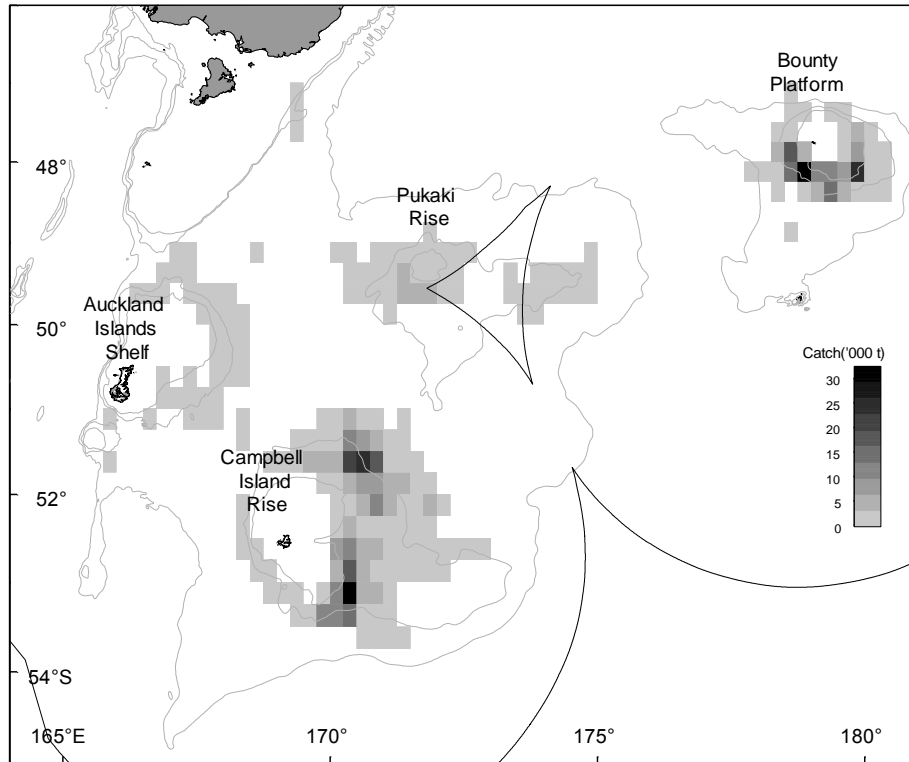 Bounty
Platform
48°
Pukaki
Rise
Auckland
Islands
Shelf
50°
Catch('000 t)
30
25
20
15
10
5
0
Campbell
Island
Rise
52°
54°S
165°E
170°
175°
180°